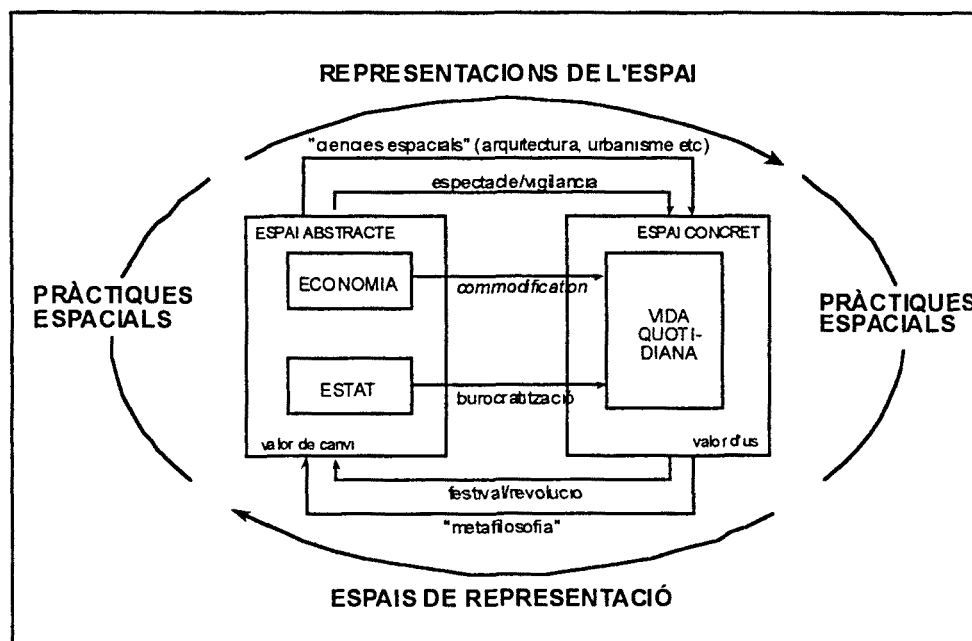 REPRESENTACIONS DE L'ESPAI
"ciencies espacials" (arquitectura, urbanisme etc)
espectacle/vigilancia
ESPAI ABSTRACTE
ESPAI CONCRET
ECONOMIA
commodification
PRÀCTIQUES
ESPACIALS
VIDA
QUOTI-
DIANA
PRÀCTIQUES
ESPACIALS
ESTAT
burocratització
valor de canvi
valor d'us
festival/revolucio
"metafilosofia"
ESPAIS DE REPRESENTACIÓ